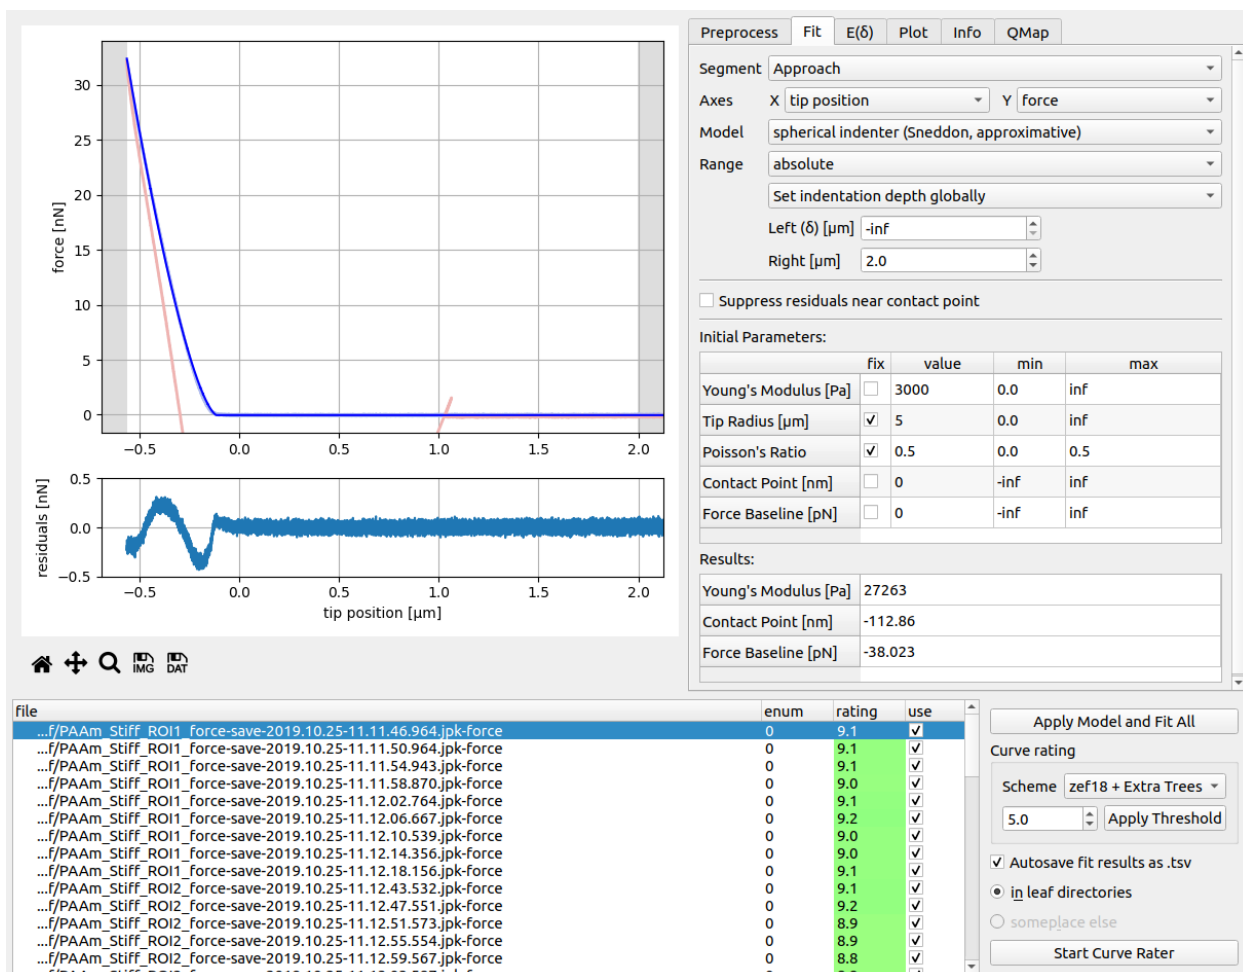 Preprocess Fit E(δ) Plot Info QMap
Segment Approach
Axes X tip position Y force
Model spherical indenter (Sneddon, approximative)
Range absolute
Set indentation depth globally
Left (δ) [µm] -inf
Right [µm] 2.0
Suppress residuals near contact point
Initial Parameters:
fix value min max
Young's Modulus [Pa] 3000 0.0 inf
Tip Radius [µm] 5 0.0 inf
Poisson's Ratio 0.5 0.0 0.5
Contact Point [nm] 0 -inf inf
Force Baseline [pN] 0 -inf inf
Results:
Young's Modulus [Pa] 27263
Contact Point [nm] -112.86
Force Baseline [pN] -38.023
force [nN]
30
25
20
15
10
5
0
−0.5 0.0 0.5 1.0 1.5 2.0
residuals [nN]
0.5
0.0
−0.5
−0.5 0.0 0.5 1.0 1.5 2.0
tip position [µm]
IMG DAT
file enum rating use
...f/PAAm_Stiff_ROI1_force-save-2019.10.25-11.11.46.964.jpk-force 0 9.1
...f/PAAm_Stiff_ROI1_force-save-2019.10.25-11.11.50.964.jpk-force 0 9.1
...f/PAAm_Stiff_ROI1_force-save-2019.10.25-11.11.54.943.jpk-force 0 9.1
...f/PAAm_Stiff_ROI1_force-save-2019.10.25-11.11.58.870.jpk-force 0 9.0
...f/PAAm_Stiff_ROI1_force-save-2019.10.25-11.12.02.764.jpk-force 0 9.1
...f/PAAm_Stiff_ROI1_force-save-2019.10.25-11.12.06.667.jpk-force 0 9.2
...f/PAAm_Stiff_ROI1_force-save-2019.10.25-11.12.10.539.jpk-force 0 9.0
...f/PAAm_Stiff_ROI1_force-save-2019.10.25-11.12.14.356.jpk-force 0 9.0
...f/PAAm_Stiff_ROI1_force-save-2019.10.25-11.12.18.156.jpk-force 0 9.1
...f/PAAm_Stiff_ROI2_force-save-2019.10.25-11.12.43.532.jpk-force 0 9.1
...f/PAAm_Stiff_ROI2_force-save-2019.10.25-11.12.47.551.jpk-force 0 9.2
...f/PAAm_Stiff_ROI2_force-save-2019.10.25-11.12.51.573.jpk-force 0 8.9
...f/PAAm_Stiff_ROI2_force-save-2019.10.25-11.12.55.554.jpk-force 0 8.9
...f/PAAm_Stiff_ROI2_force-save-2019.10.25-11.12.59.567.jpk-force 0 8.8
Apply Model and Fit All
Curve rating
Scheme zef18 + Extra Trees
5.0 Apply Threshold
Autosave fit results as .tsv
in leaf directories
someplace else
Start Curve Rater